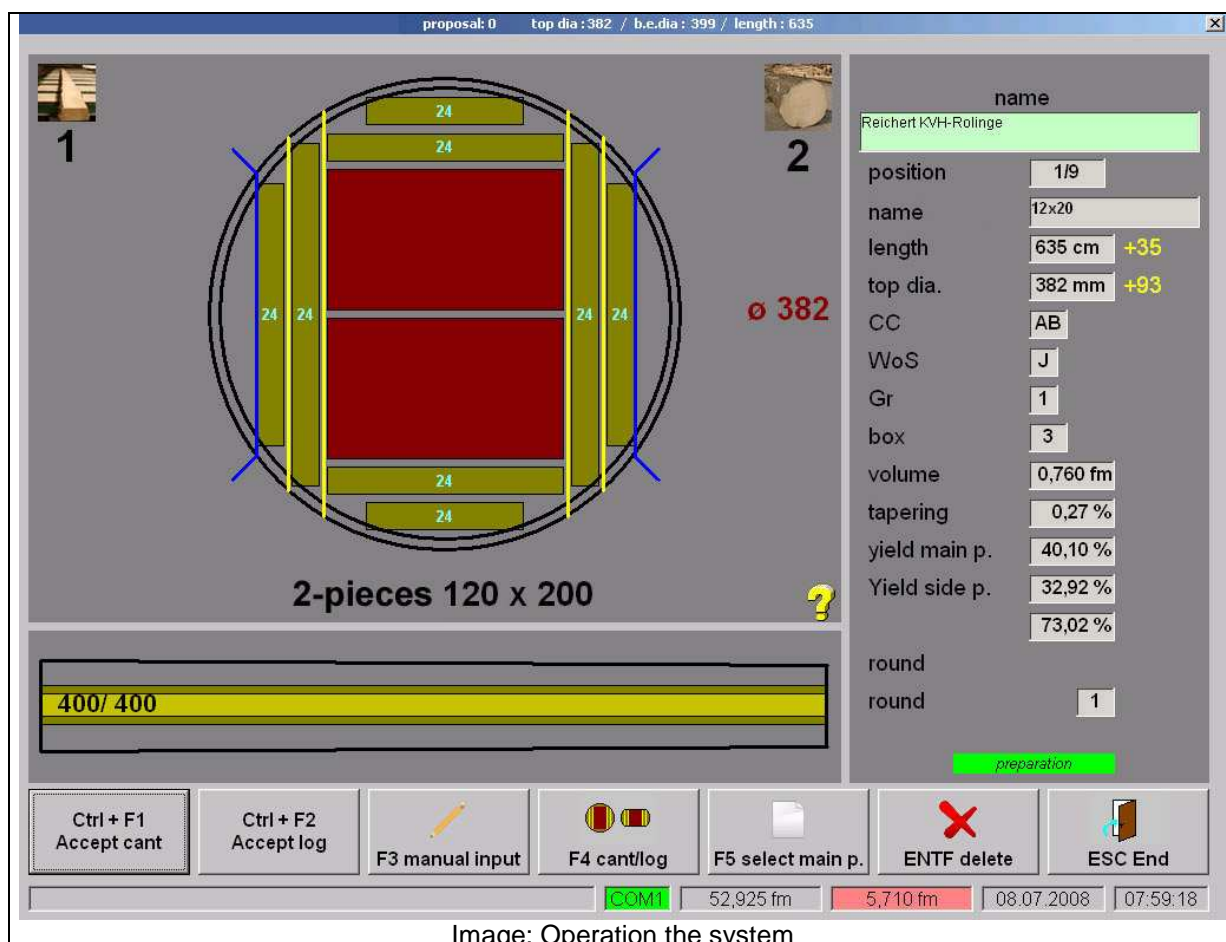 proposal: 0 top dia : 382 / b.e.dia : 399 / length : 635
1
2
24
24
24 24 24 24
24
24
ø 382
2-pieces 120 x 200
?
400/ 400
name
Reichert KVH-Rolinge
position 1/9
name 12x20
length 635 cm +35
top dia. 382 mm +93
CC AB
WoS J
Gr 1
box 3
volume 0,760 fm
tapering 0,27 %
yield main p. 40,10 %
Yield side p. 32,92 %
73,02 %
round
round 1
preparation
Ctrl + F1
Accept cant
Ctrl + F2
Accept log
F3 manual input
F4 cant/log
F5 select main p.
ENTF delete
ESC End
COM1 52,925 fm 5,710 fm 08.07.2008 07:59:18
Image: Operation the system